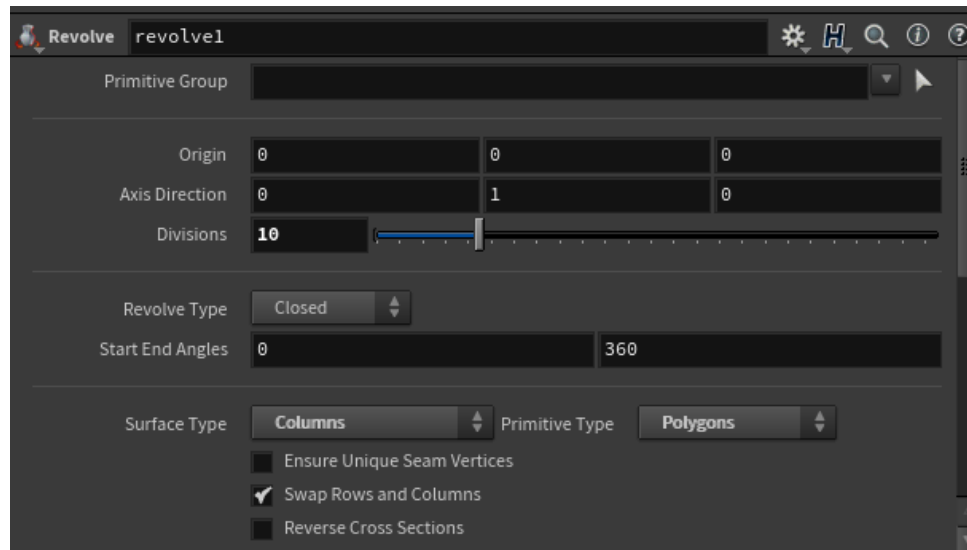 Revolve revolve1
Primitive Group
Origin 0 0 0
Axis Direction 0 1 0
Divisions 10
Revolve Type Closed
Start End Angles 0 360
Surface Type Columns Primitive Type Polygons
Ensure Unique Seam Vertices
Swap Rows and Columns
Reverse Cross Sections